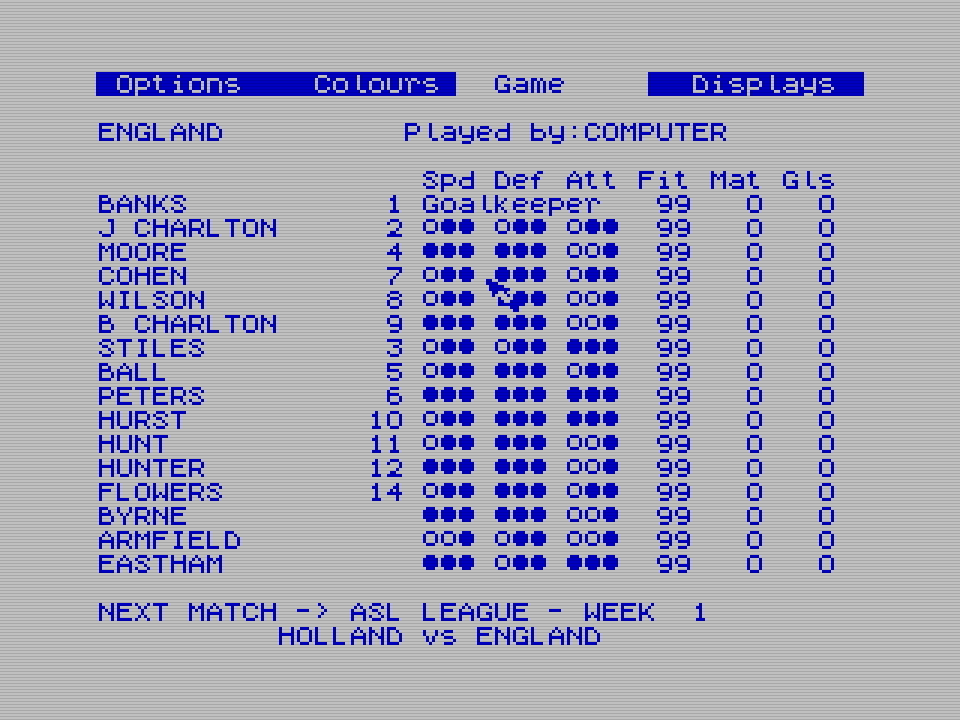 Options Colours Game Displays
ENGLAND Played by:COMPUTER
Spd Def Att Fit Mat Gls
BANKS 1 Goalkeeper 99 0 0
J CHARLTON 2 ○●● ○●● ○●● 99 0 0
MOORE 4 ●●● ●●● ○○● 99 0 0
COHEN 7 ○●● ●●● ○●● 99 0 0
WILSON 8 ○●● ○●● ○○● 99 0 0
B CHARLTON 9 ●●● ●●● ○○● 99 0 0
STILES 3 ○●● ○●● ●●● 99 0 0
BALL 5 ○●● ●●● ○●● 99 0 0
PETERS 6 ●●● ●●● ●●● 99 0 0
HURST 10 ●●● ○●● ●●● 99 0 0
HUNT 11 ○●● ○●● ○○● 99 0 0
HUNTER 12 ●●● ●●● ○○● 99 0 0
FLOWERS 14 ○●● ○●● ○●● 99 0 0
BYRNE ●●● ●●● ○○● 99 0 0
ARMFIELD ○○● ○●● ○○● 99 0 0
EASTHAM ●●● ○●● ●●● 99 0 0
NEXT MATCH -> ASL LEAGUE - WEEK 1
HOLLAND vs ENGLAND